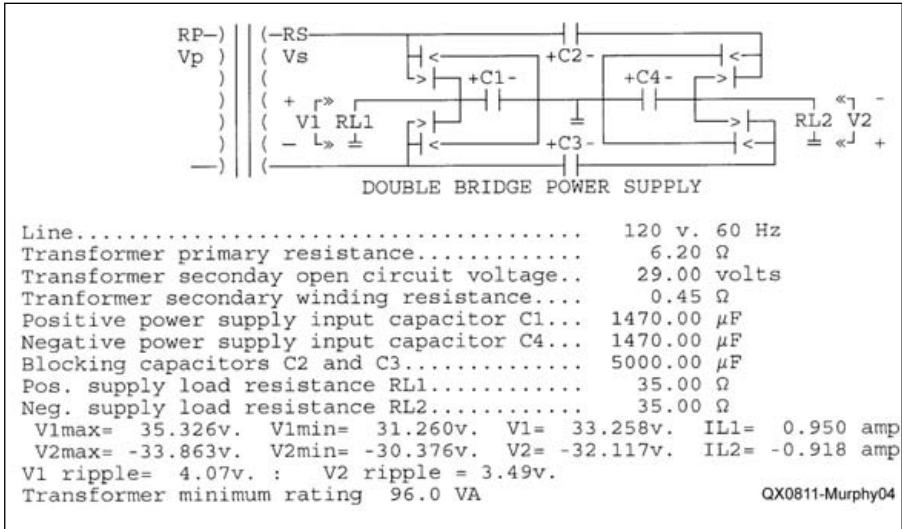 RP—) (—RS
Vp ) ( Vs
+C2-
+C1-
+C4-
+ V1 RL1 −
RL2 V2 − +
+C3-
DOUBLE BRIDGE POWER SUPPLY
Line......................................... 120 v. 60 Hz
Transformer primary resistance.............. 6.20 Ω
Transformer seconday open circuit voltage.. 29.00 volts
Tranformer secondary winding resistance.... 0.45 Ω
Positive power supply input capacitor C1... 1470.00 μF
Negative power supply input capacitor C4... 1470.00 μF
Blocking capacitors C2 and C3.............. 5000.00 μF
Pos. supply load resistance RL1............ 35.00 Ω
Neg. supply load resistance RL2............ 35.00 Ω
V1max= 35.326v. V1min= 31.260v. V1= 33.258v. IL1= 0.950 amp
V2max= -33.863v. V2min= -30.376v. V2= -32.117v. IL2= -0.918 amp
V1 ripple= 4.07v. : V2 ripple = 3.49v.
Transformer minimum rating 96.0 VA
QX0811-Murphy04